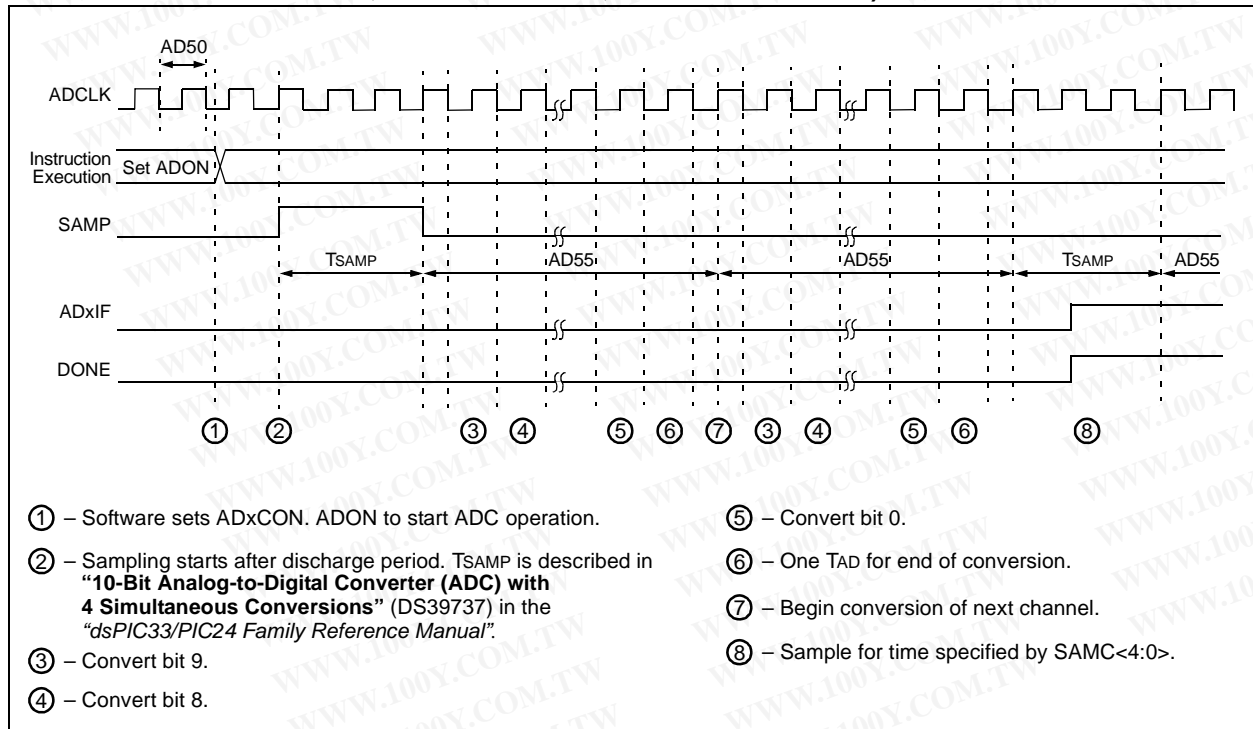 AD50
ADCLK
Instruction
Execution
Set ADON
SAMP
TSAMP
AD55
AD55
TSAMP
AD55
ADxIF
DONE
1 2 3 4 5 6 7 3 4 5 6 8
1 – Software sets ADxCON. ADON to start ADC operation.
2 – Sampling starts after discharge period. TSAMP is described in
“10-Bit Analog-to-Digital Converter (ADC) with
4 Simultaneous Conversions” (DS39737) in the
“dsPIC33/PIC24 Family Reference Manual”.
3 – Convert bit 9.
4 – Convert bit 8.
5 – Convert bit 0.
6 – One TAD for end of conversion.
7 – Begin conversion of next channel.
8 – Sample for time specified by SAMC<4:0>.
WWW.100Y.COM.TW